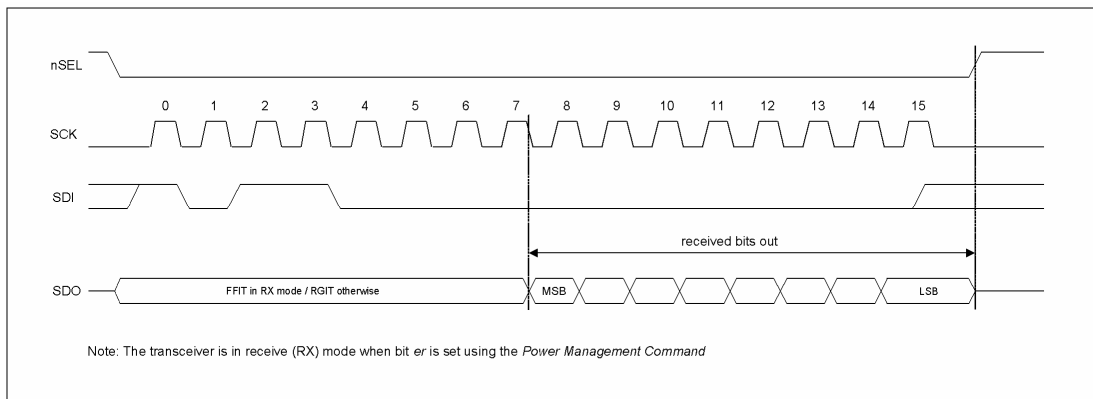 nSEL
0 1 2 3 4 5 6 7 8 9 10 11 12 13 14 15
SCK
SDI
received bits out
SDO FFIT in RX mode / RGIT otherwise MSB LSB
Note: The transceiver is in receive (RX) mode when bit er is set using the Power Management Command